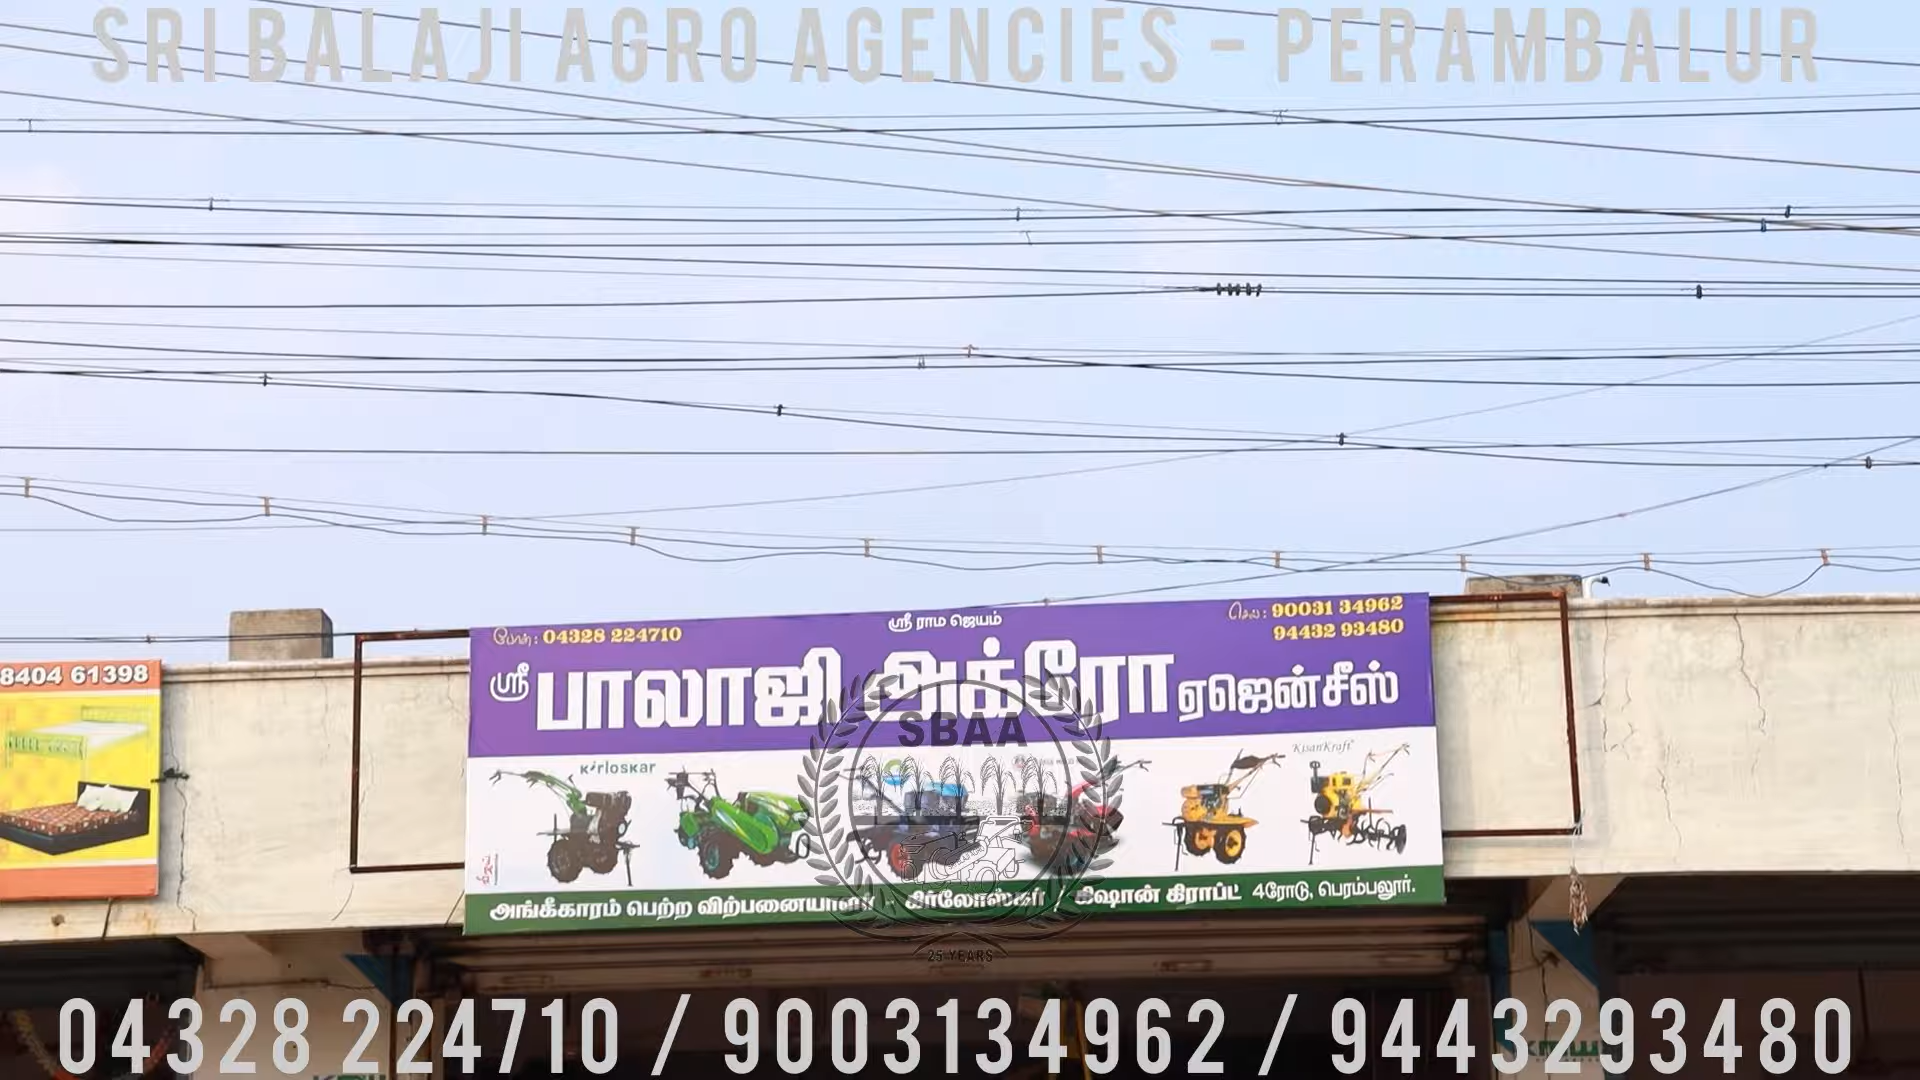 SRI BALAJI AGRO AGENCIES - PERAMBALUR
போன் : 04328 224710
ஸ்ரீ ராம ஜெயம்
செல் : 90031 34962
94432 93480
ஸ்ரீ பாலாஜி அக்ரோ ஏஜென்சீஸ்
8404 61398
SBAA
Kirloskar
KisanKraft
அங்கீகாரம் பெற்ற விற்பனையாளர் - கிர்லோஸ்கர் / கிஷான் கிராப்ட் 4ரோடு, பெரம்பலூர்.
25 YEARS
04328 224710 / 9003134962 / 9443293480